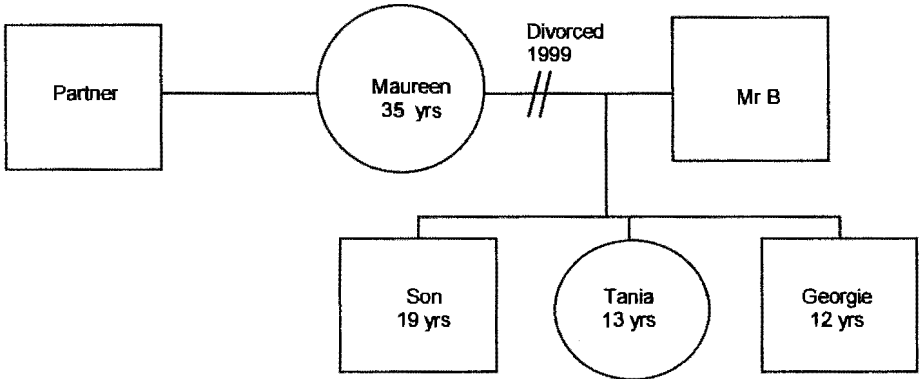 Divorced
1999
Partner
Maureen
35 yrs
Mr B
Son
19 yrs
Tania
13 yrs
Georgie
12 yrs